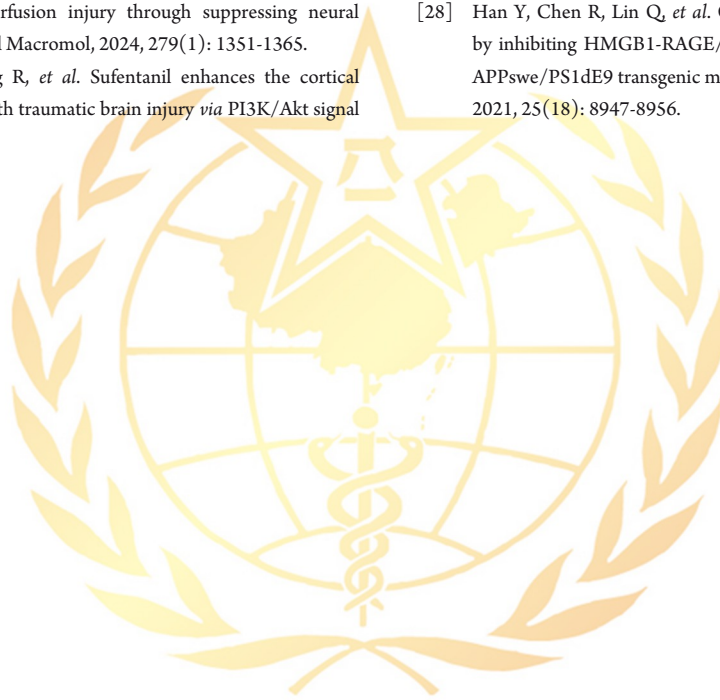 rfusion injury through suppressing neural
Macromol, 2024, 279(1): 1351-1365.
R, et al. Sufentanil enhances the cortical
th traumatic brain injury via PI3K/Akt signal
[28] Han Y, Chen R, Lin Q, et al.
by inhibiting HMGB1-RAGE/
APPswe/PS1dE9 transgenic m
2021, 25(18): 8947-8956.
八一